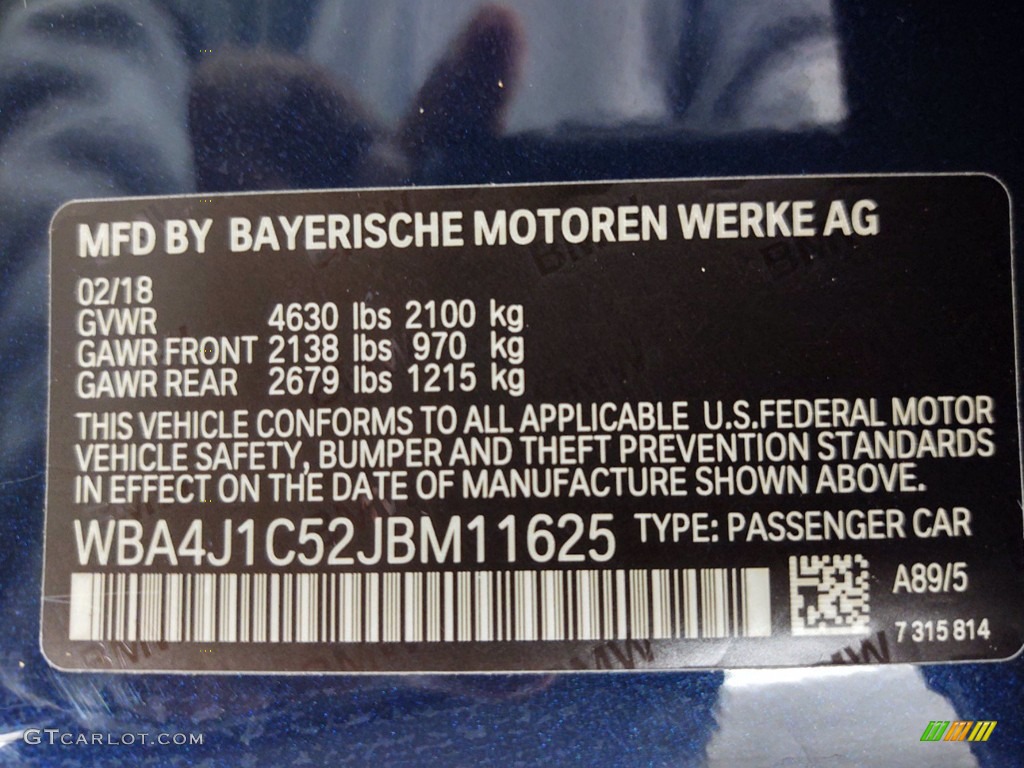 MFD BY BAYERISCHE MOTOREN WERKE AG
02/18
GVWR 4630 lbs 2100 kg
GAWR FRONT 2138 lbs 970 kg
GAWR REAR 2679 lbs 1215 kg
THIS VEHICLE CONFORMS TO ALL APPLICABLE U.S.FEDERAL MOTOR
VEHICLE SAFETY, BUMPER AND THEFT PREVENTION STANDARDS
IN EFFECT ON THE DATE OF MANUFACTURE SHOWN ABOVE.
WBA4J1C52JBM11625 TYPE: PASSENGER CAR
A89/5
7 315 814
BMW
GTCARLOT.COM